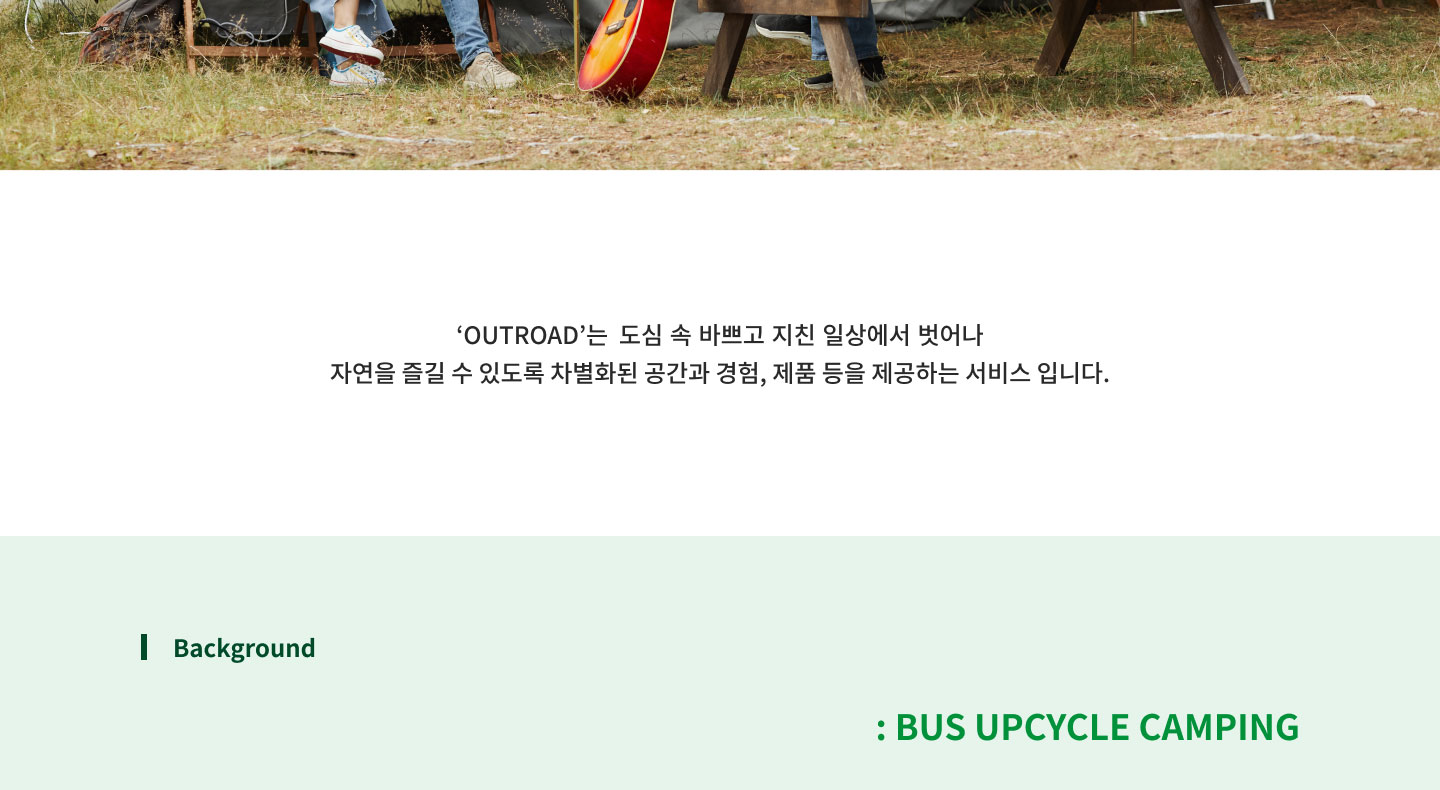 ‘OUTROAD’는 도심 속 바쁘고 지친 일상에서 벗어나
자연을 즐길 수 있도록 차별화된 공간과 경험, 제품 등을 제공하는 서비스 입니다.
Background
: BUS UPCYCLE CAMPING